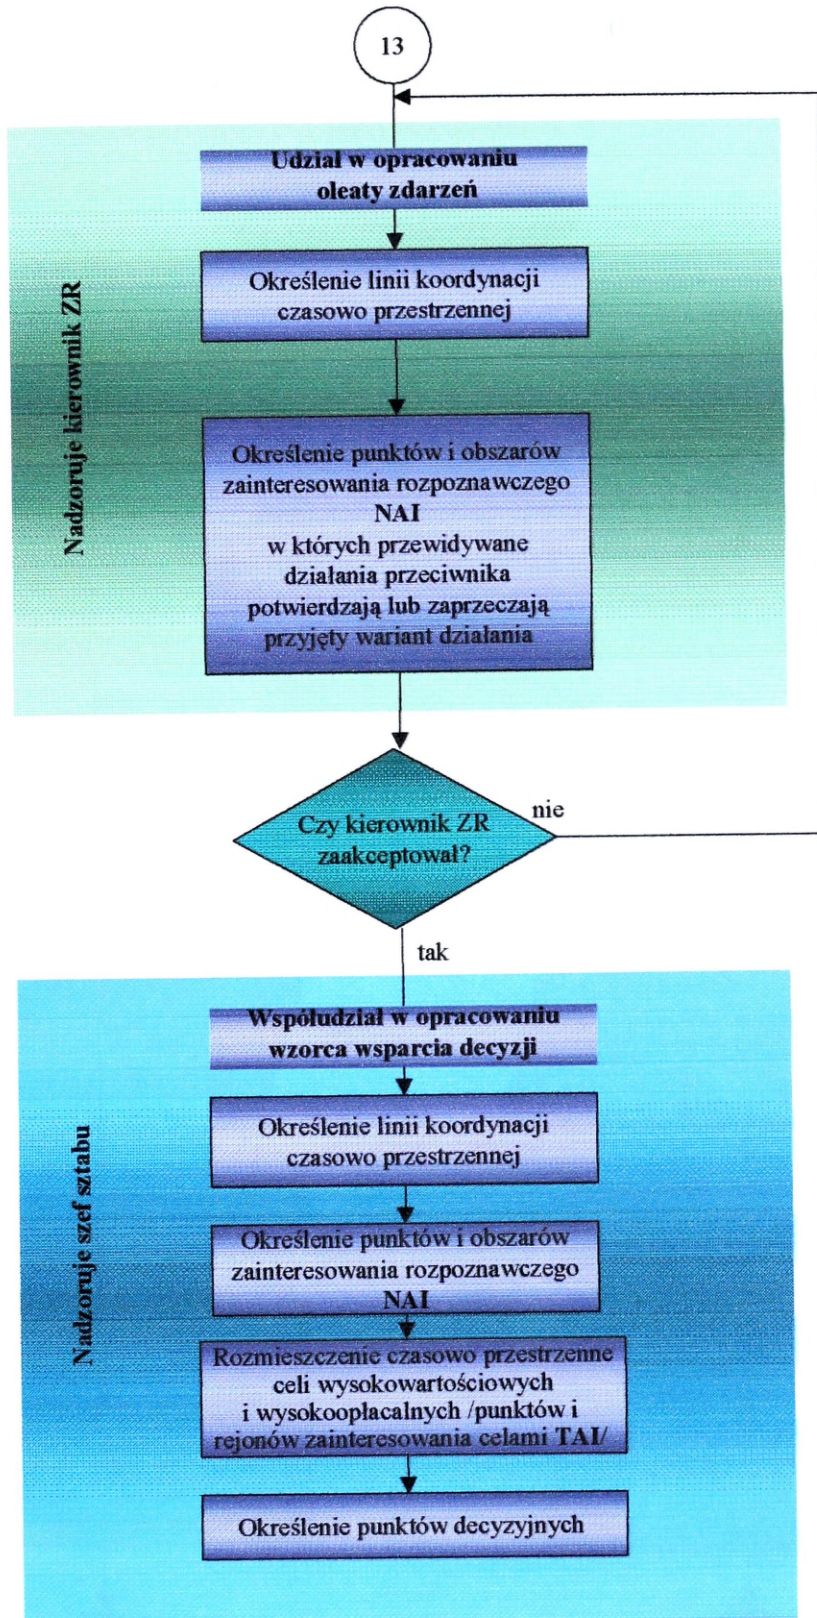 13
Udział w opracowaniu
oleaty zdarzeń
Nadzoruje kierownik ZR
Określenie linii koordynacji
czasowo przestrzennej
Określenie punktów i obszarów
zainteresowania rozpoznawczego
NAI
w których przewidywane
działania przeciwnika
potwierdzają lub zaprzeczają
przyjęty wariant działania
Czy kierownik ZR
zaakceptował?
nie
tak
Współudział w opracowaniu
wzorca wsparcia decyzji
Nadzoruje szef sztabu
Określenie linii koordynacji
czasowo przestrzennej
Określenie punktów i obszarów
zainteresowania rozpoznawczego
NAI
Rozmieszczenie czasowo przestrzenne
celi wysokowartościowych
i wysokoopłacalnych /punktów i
rejonów zainteresowania celami TAI/
Określenie punktów decyzyjnych